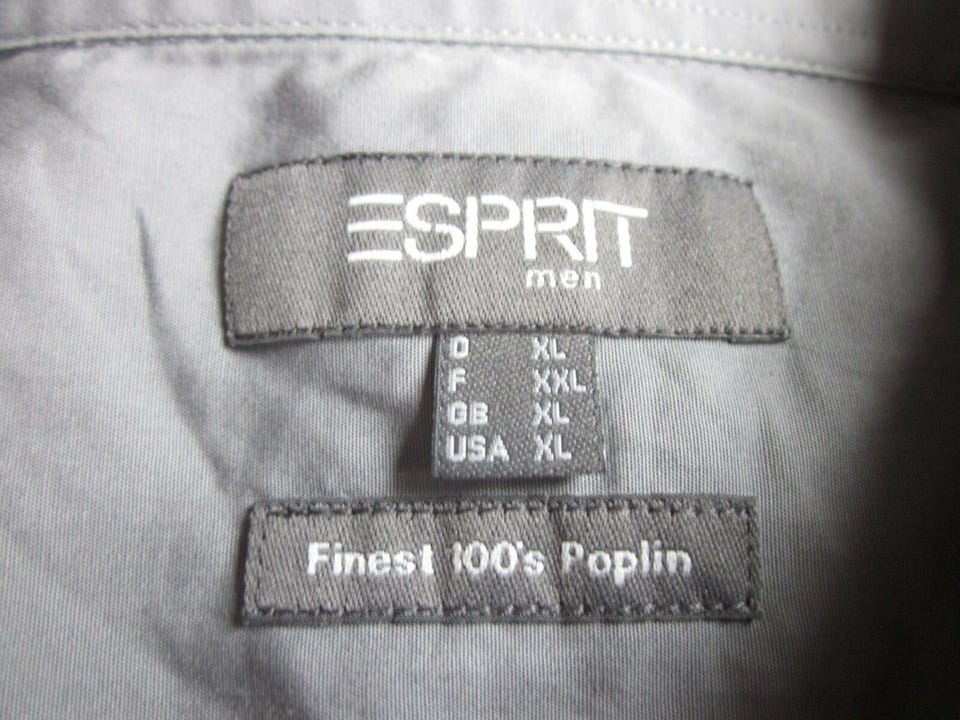 ESPRIT
men
D XL
F XXL
GB XL
USA XL
Finest 100's Poplin